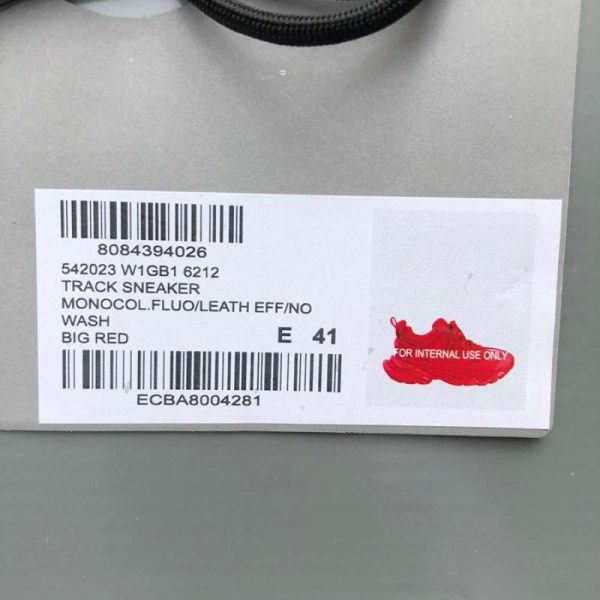 8084394026
542023 W1GB1 6212
TRACK SNEAKER
MONOCOL.FLUO/LEATH EFF/NO
WASH
BIG RED E 41
FOR INTERNAL USE ONLY
ECBA8004281